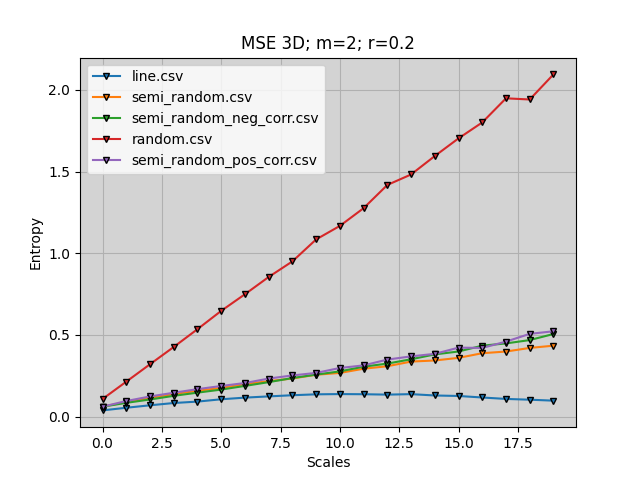 MSE 3D; m=2; r=0.2
line.csv
semi_random.csv
semi_random_neg_corr.csv
random.csv
semi_random_pos_corr.csv
2.0
1.5
1.0
0.5
0.0
Entropy
0.0 2.5 5.0 7.5 10.0 12.5 15.0 17.5
Scales